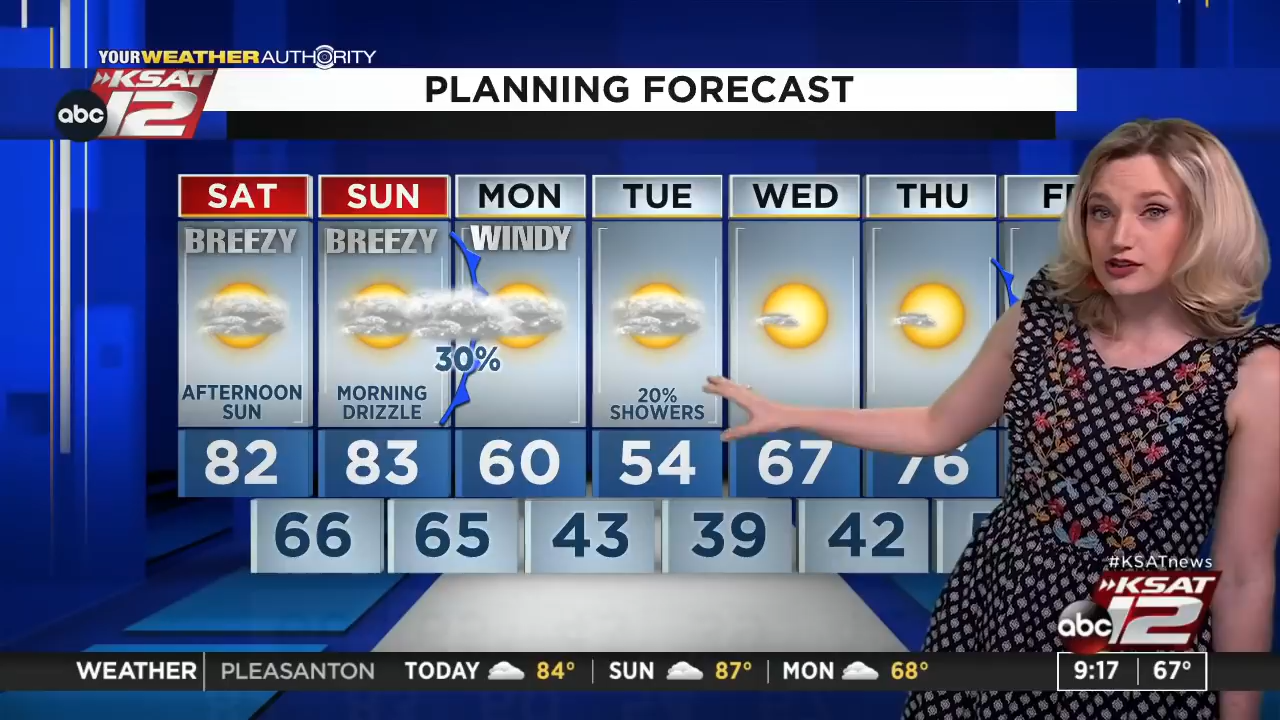 YOURWEATHERAUTHORITY
KSAT
abc 12
PLANNING FORECAST
SAT SUN MON TUE WED THU
BREEZY BREEZY WINDY
30%
AFTERNOON SUN
MORNING DRIZZLE
20% SHOWERS
82 83 60 54 67 76
66 65 43 39 42
#KSATnews
KSAT
abc 12
WEATHER PLEASANTON TODAY 84° SUN 87° MON 68° 9:17 67°